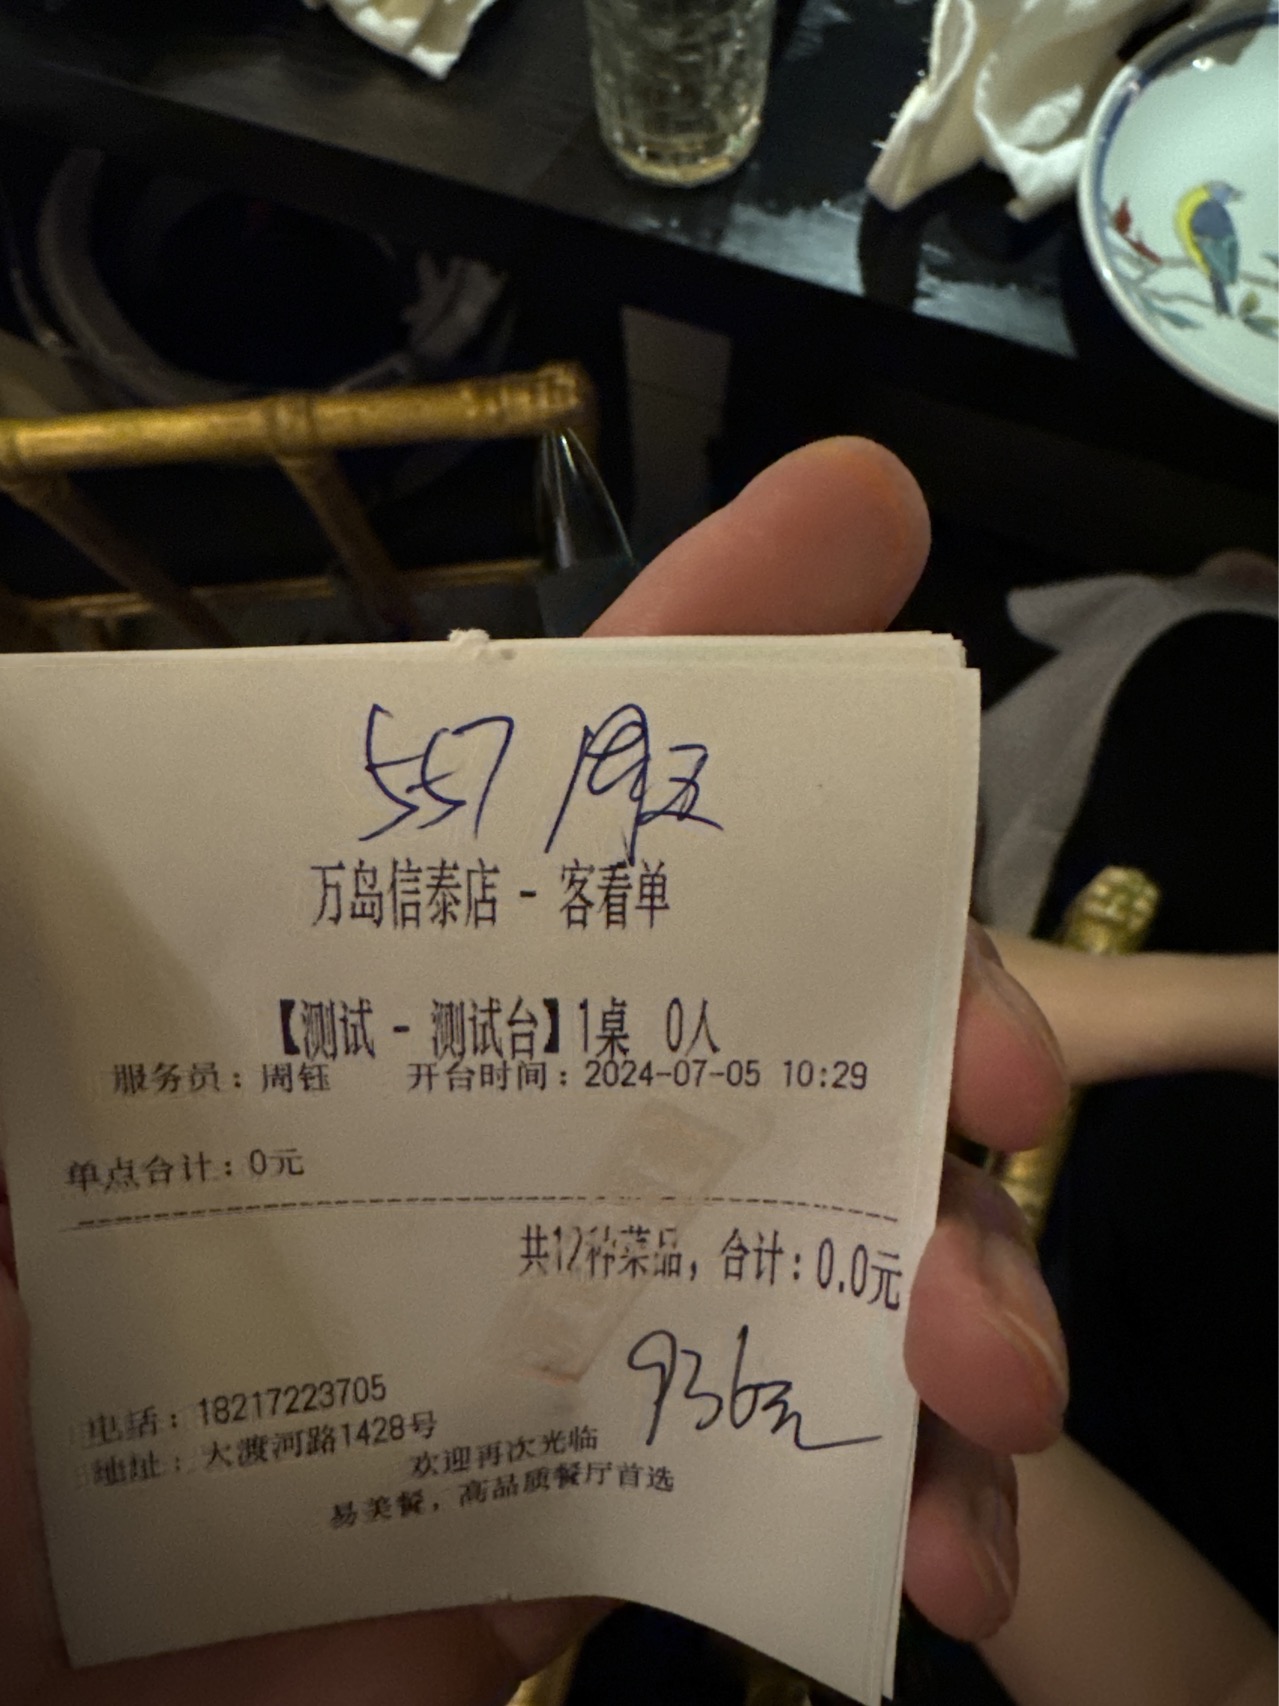 557 周五
万岛信泰店 - 客看单
【测试 - 测试台】1桌 0人
服务员：周钰 开台时间：2024-07-05 10:29
单点合计：0元
共12种菜品，合计：0.0元
936元
电话：18217223705
地址：大渡河路1428号
欢迎再次光临
易美餐，高品质餐厅首选